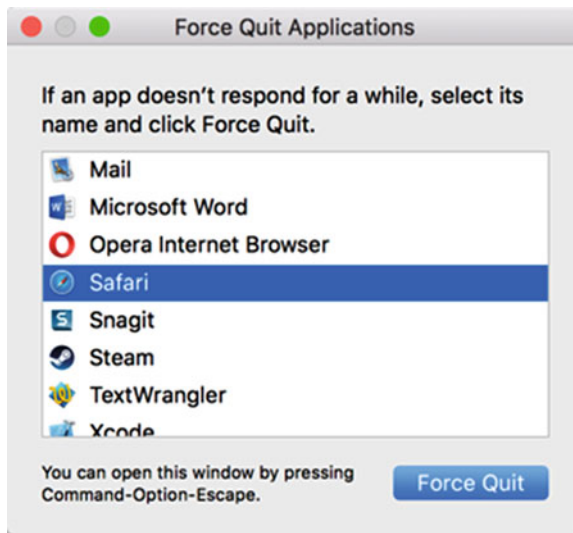 Force Quit Applications
If an app doesn't respond for a while, select its
name and click Force Quit.
Mail
Microsoft Word
Opera Internet Browser
Safari
Snagit
Steam
TextWrangler
Xcode
You can open this window by pressing
Command-Option-Escape.
Force Quit